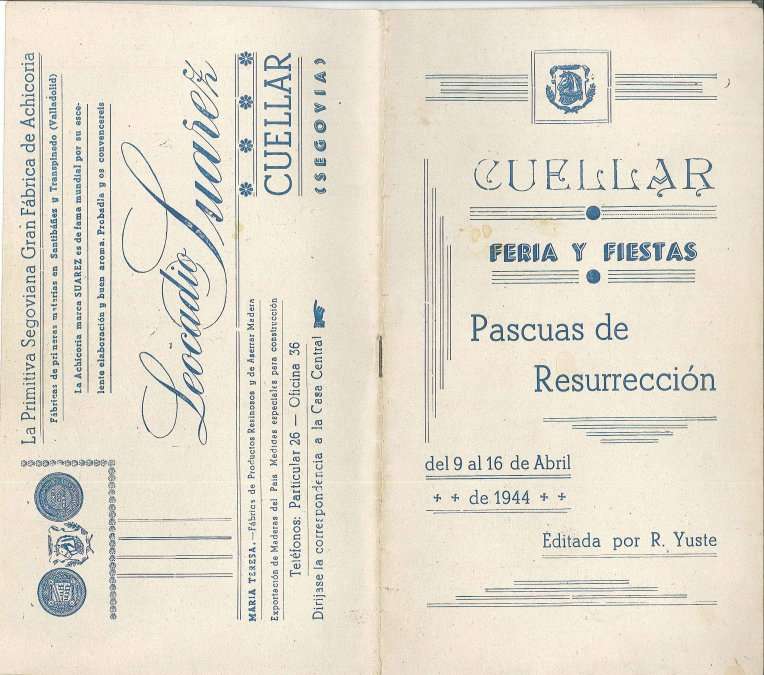 La Primitiva Segoviana Gran Fábrica de Achicoria
Fábricas de primeras materias en Santibáñez y Transpinedo (Valladolid)
La Achicoria marca SUAREZ es de fama mundial por su exce-
lente elaboración y buen aroma. Probadla y os convencereis
Leocadio Suarez
CUELLAR
(SEGOVIA)
MARIA TERESA.—Fábrica de Productos Resinosos y de Aserrar Madera
Exportación de Maderas del País Medidas especiales para construcción
Teléfonos: Particular 26 — Oficina 36
Dirijase la correspondencia a la Casa Central
CUELLAR
FERIA Y FIESTAS
Pascuas de
Resurrección
del 9 al 16 de Abril
de 1944
Editada por R. Yuste